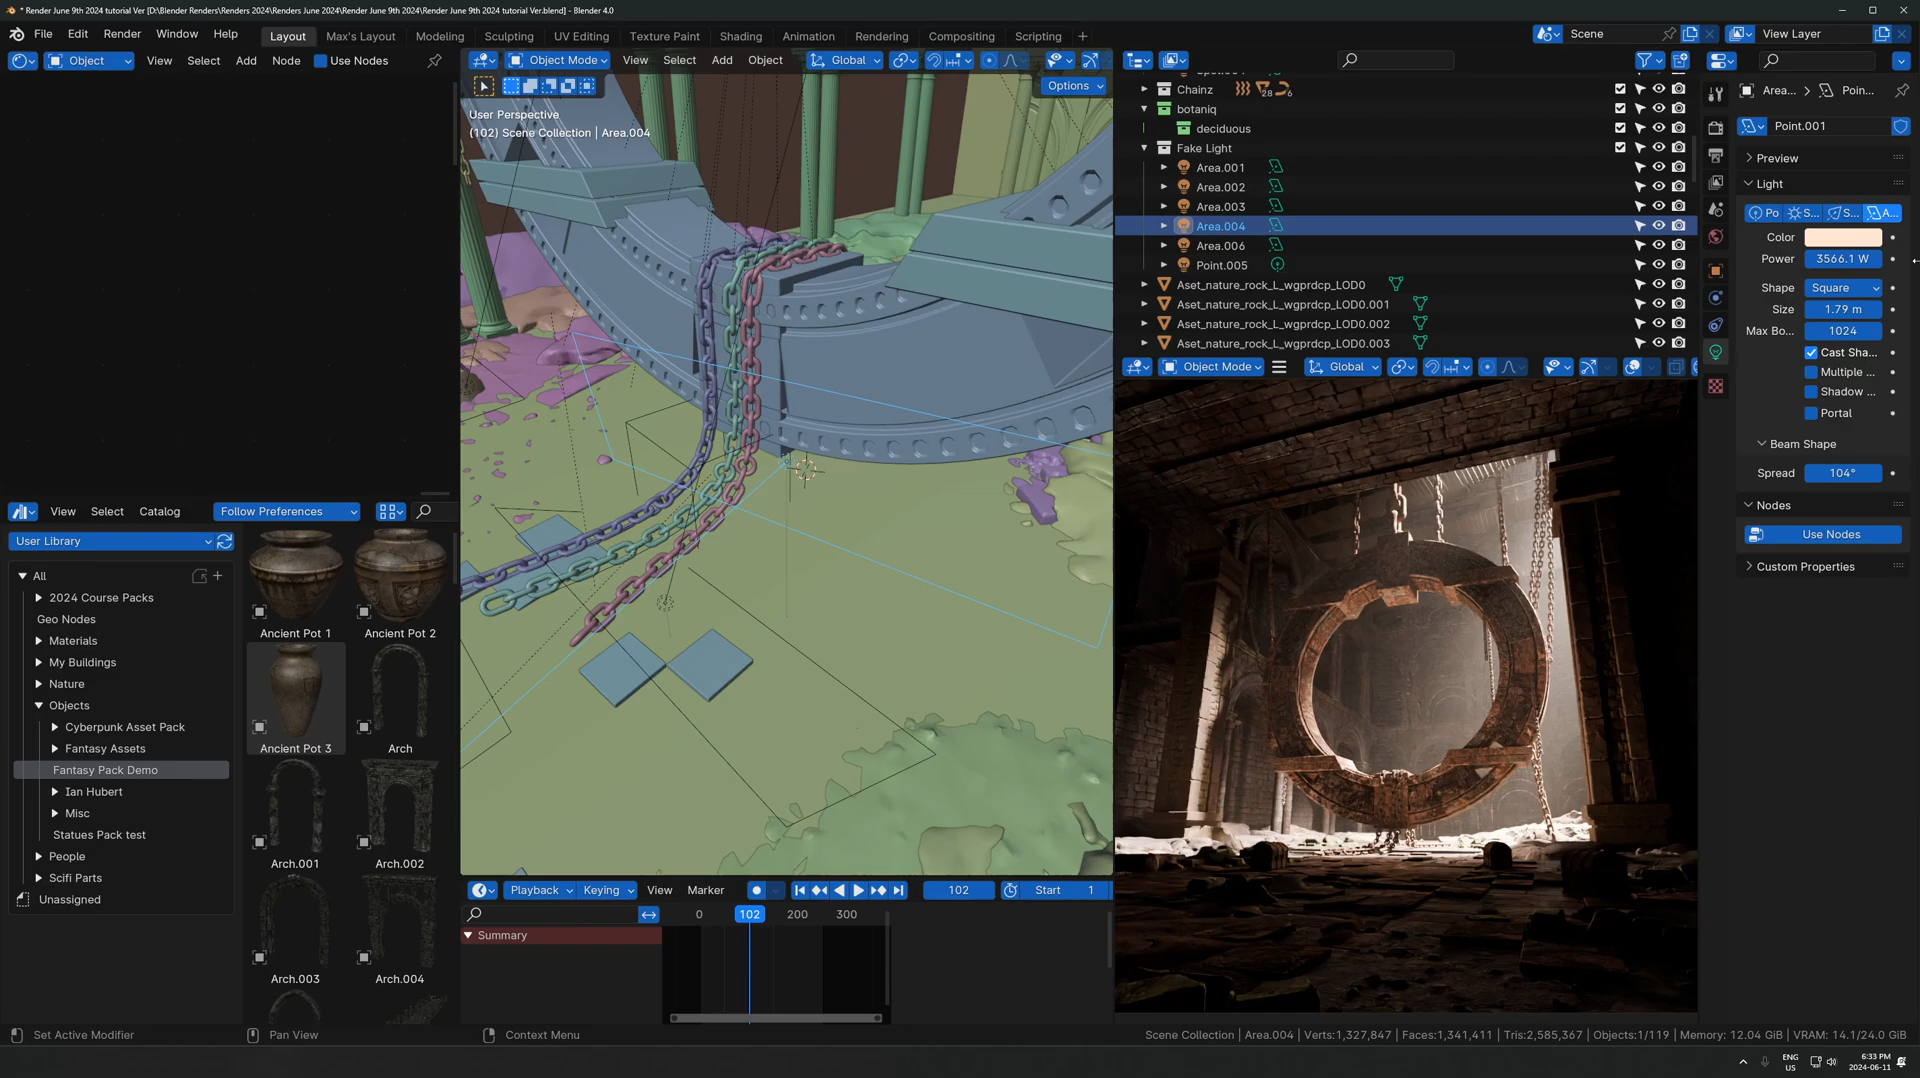 * Render June 9th 2024 tutorial Ver [D:\Blender Renders\Renders 2024\Renders June 2024\Render June 9th 2024\Render June 9th 2024 tutorial Ver.blend] - Blender 4.0
File Edit Render Window Help Layout Max's Layout Modeling Sculpting UV Editing Texture Paint Shading Animation Rendering Compositing Scripting + Scene View Layer
Object View Select Add Node Use Nodes
Object Mode View Select Add Object Global
Options
User Perspective
(102) Scene Collection | Area.004
Chainz 28 6
botaniq
deciduous
Fake Light
Area.001
Area.002
Area.003
Area.004
Area.006
Point.005
Aset_nature_rock_L_wgprdcp_LOD0
Aset_nature_rock_L_wgprdcp_LOD0.001
Aset_nature_rock_L_wgprdcp_LOD0.002
Aset_nature_rock_L_wgprdcp_LOD0.003
Object Mode Global
Area... Poin...
Point.001
Preview
Light
Po S... S... A...
Color
Power 3566.1 W
Shape Square
Size 1.79 m
Max Bo... 1024
Cast Sha...
Multiple ...
Shadow ...
Portal
Beam Shape
Spread 104°
Nodes
Use Nodes
Custom Properties
View Select Catalog Follow Preferences
User Library
All
2024 Course Packs
Geo Nodes
Materials
My Buildings
Nature
Objects
Cyberpunk Asset Pack
Fantasy Assets
Fantasy Pack Demo
Ian Hubert
Misc
Statues Pack test
People
Scifi Parts
Unassigned
Ancient Pot 1 Ancient Pot 2
Ancient Pot 3 Arch
Arch.001 Arch.002
Arch.003 Arch.004
Playback Keying View Marker 102 Start 1
0 102 200 300
Summary
Set Active Modifier Pan View Context Menu
Scene Collection | Area.004 | Verts:1,327,847 | Faces:1,341,411 | Tris:2,585,367 | Objects:1/119 | Memory: 12.04 GiB | VRAM: 14.1/24.0 GiB
ENG
US
6:33 PM
2024-06-11